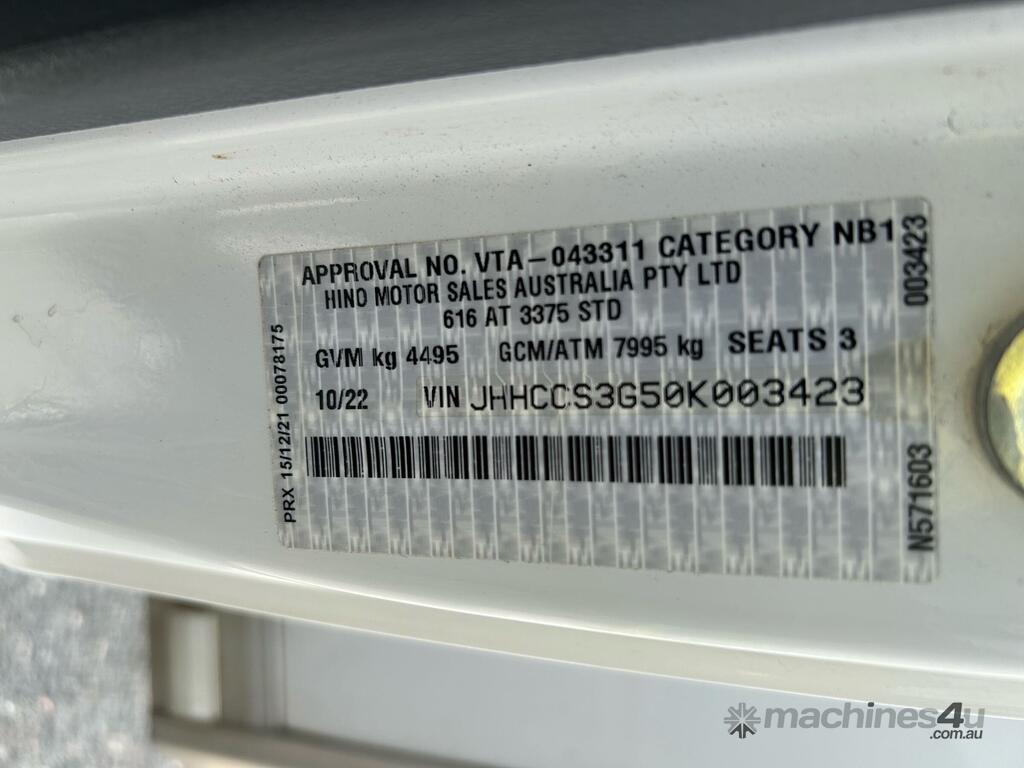 APPROVAL NO. VTA-043311 CATEGORY NB1
HINO MOTOR SALES AUSTRALIA PTY LTD
616 AT 3375 STD
GVM kg 4495 GCM/ATM 7995 kg SEATS 3
10/22 VIN JHHCCS3G50K003423
PRX 15/12/21 00078175
003423
N571603
machines4u
.com.au